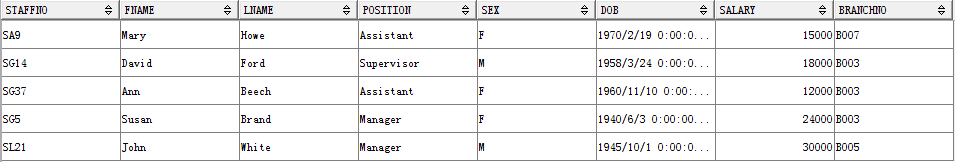 STAFFNO FNAME LNAME POSITION SEX DOB SALARY BRANCHNO
SA9 Mary Howe Assistant F 1970/2/19 0:00:0... 15000 B007
SG14 David Ford Supervisor M 1958/3/24 0:00:0... 18000 B003
SG37 Ann Beech Assistant F 1960/11/10 0:00:... 12000 B003
SG5 Susan Brand Manager F 1940/6/3 0:00:00... 24000 B003
SL21 John White Manager M 1945/10/1 0:00:0... 30000 B005